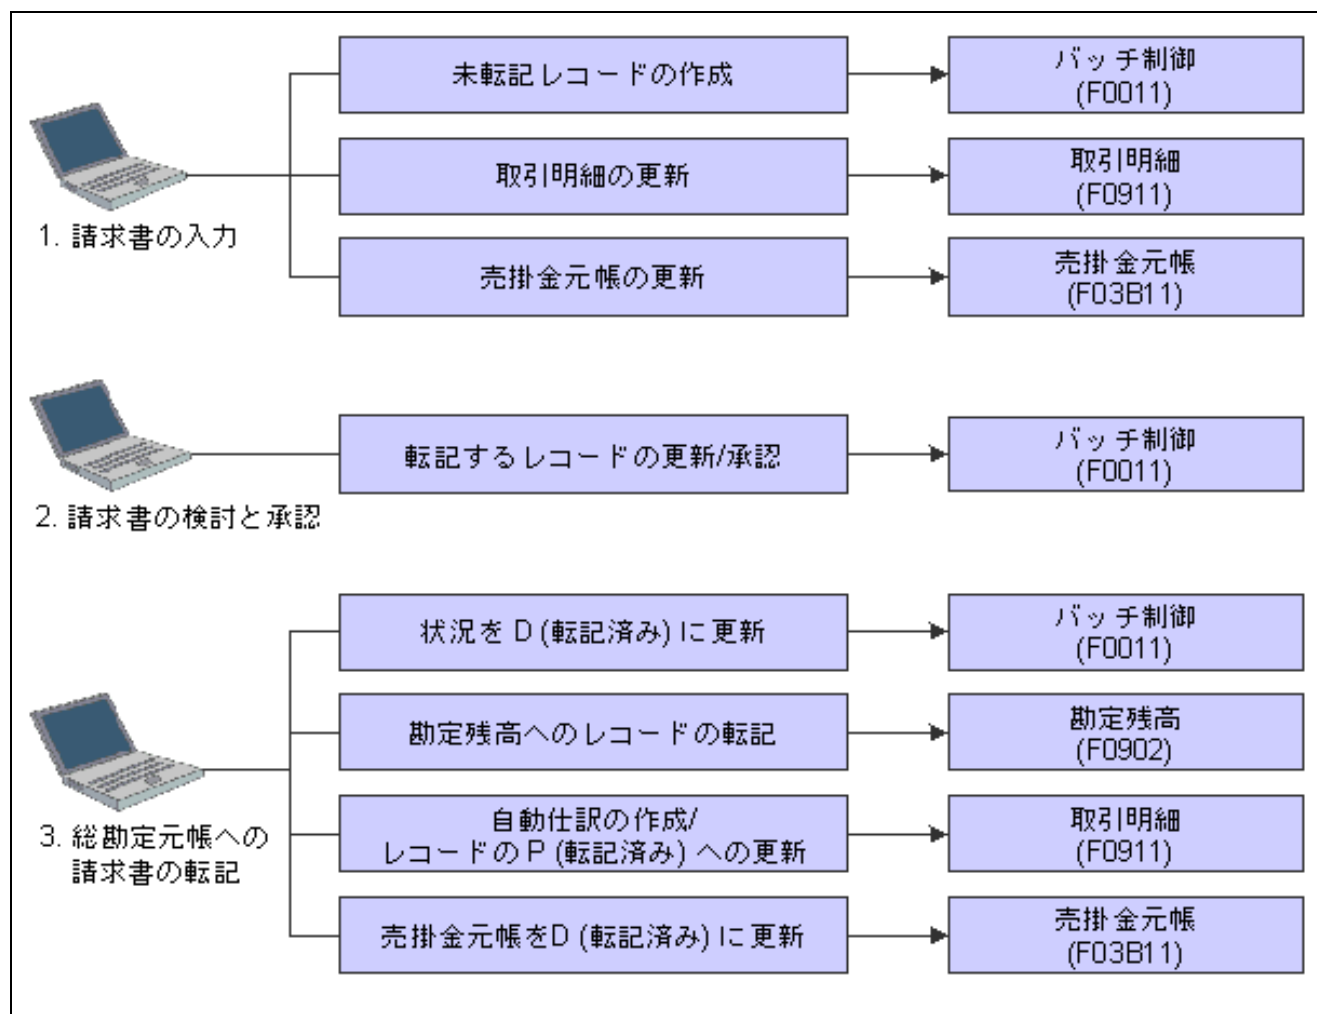 未転記レコードの作成
バッチ制御
(F0011)
取引明細の更新
取引明細
(F0911)
1. 請求書の入力
売掛金元帳の更新
売掛金元帳
(F03B11)
転記するレコードの更新/承認
バッチ制御
(F0011)
2. 請求書の検討と承認
状況を D (転記済み) に更新
バッチ制御
(F0011)
勘定残高へのレコードの転記
勘定残高
(F0902)
3. 総勘定元帳への
請求書の転記
自動仕訳の作成/
レコードの P (転記済み) への更新
取引明細
(F0911)
売掛金元帳をD (転記済み) に更新
売掛金元帳
(F03B11)